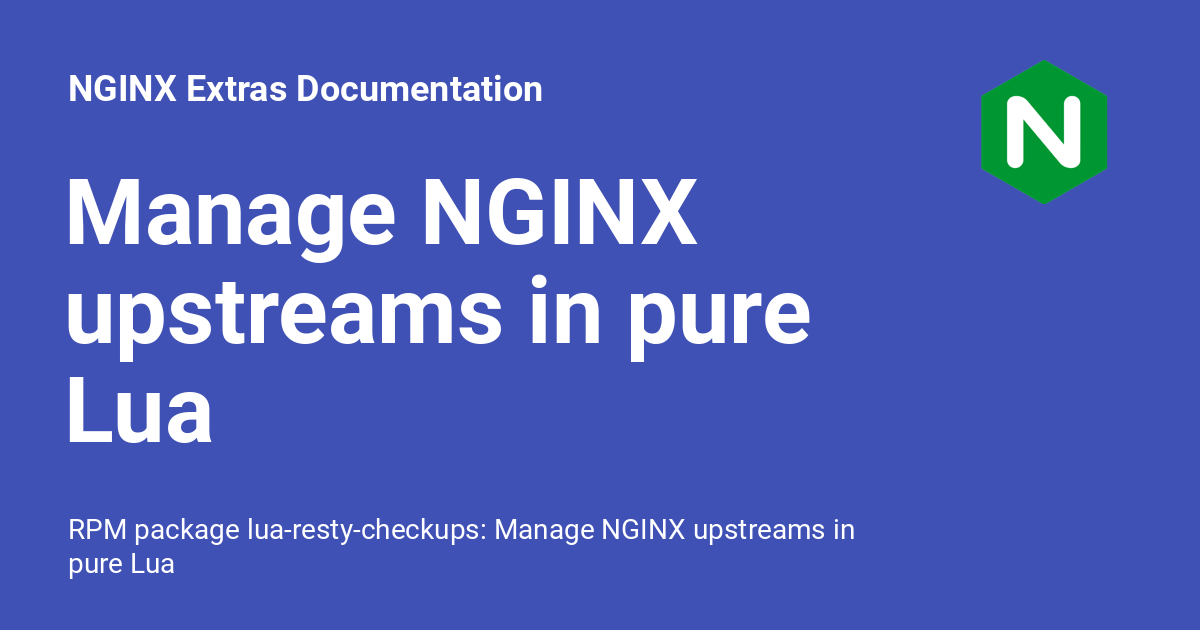 NGINX Extras Documentation
Manage NGINX
upstreams in pure
Lua
RPM package lua-resty-checkups: Manage NGINX upstreams in
pure Lua